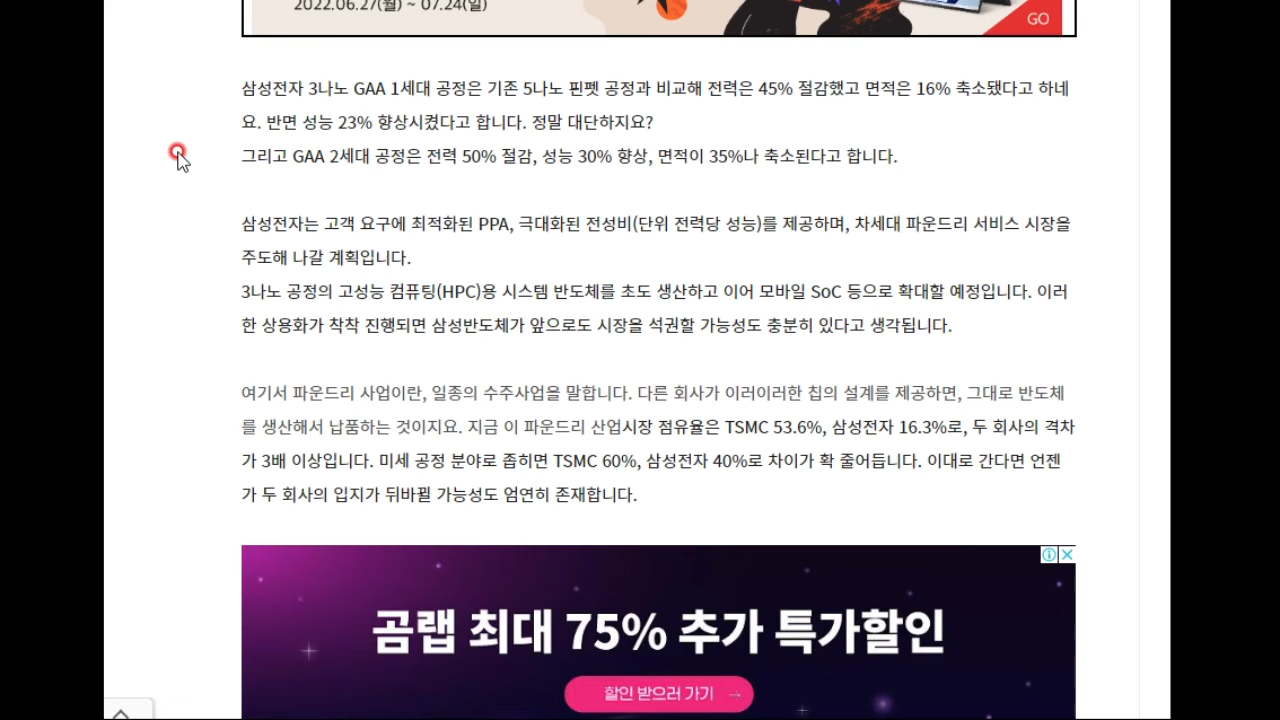 2022.06.27(월) ~ 07.24(일)
GO
삼성전자 3나노 GAA 1세대 공정은 기존 5나노 핀펫 공정과 비교해 전력은 45% 절감했고 면적은 16% 축소됐다고 하네
요. 반면 성능 23% 향상시켰다고 합니다. 정말 대단하지요?
그리고 GAA 2세대 공정은 전력 50% 절감, 성능 30% 향상, 면적이 35%나 축소된다고 합니다.
삼성전자는 고객 요구에 최적화된 PPA, 극대화된 전성비(단위 전력당 성능)를 제공하며, 차세대 파운드리 서비스 시장을
주도해 나갈 계획입니다.
3나노 공정의 고성능 컴퓨팅(HPC)용 시스템 반도체를 초도 생산하고 이어 모바일 SoC 등으로 확대할 예정입니다. 이러
한 상용화가 착착 진행되면 삼성반도체가 앞으로도 시장을 석권할 가능성도 충분히 있다고 생각됩니다.
여기서 파운드리 사업이란, 일종의 수주사업을 말합니다. 다른 회사가 이러이러한 칩의 설계를 제공하면, 그대로 반도체
를 생산해서 납품하는 것이지요. 지금 이 파운드리 산업시장 점유율은 TSMC 53.6%, 삼성전자 16.3%로, 두 회사의 격차
가 3배 이상입니다. 미세 공정 분야로 좁히면 TSMC 60%, 삼성전자 40%로 차이가 확 줄어듭니다. 이대로 간다면 언젠
가 두 회사의 입지가 뒤바뀔 가능성도 엄연히 존재합니다.
곰랩 최대 75% 추가 특가할인
할인 받으러 가기 →